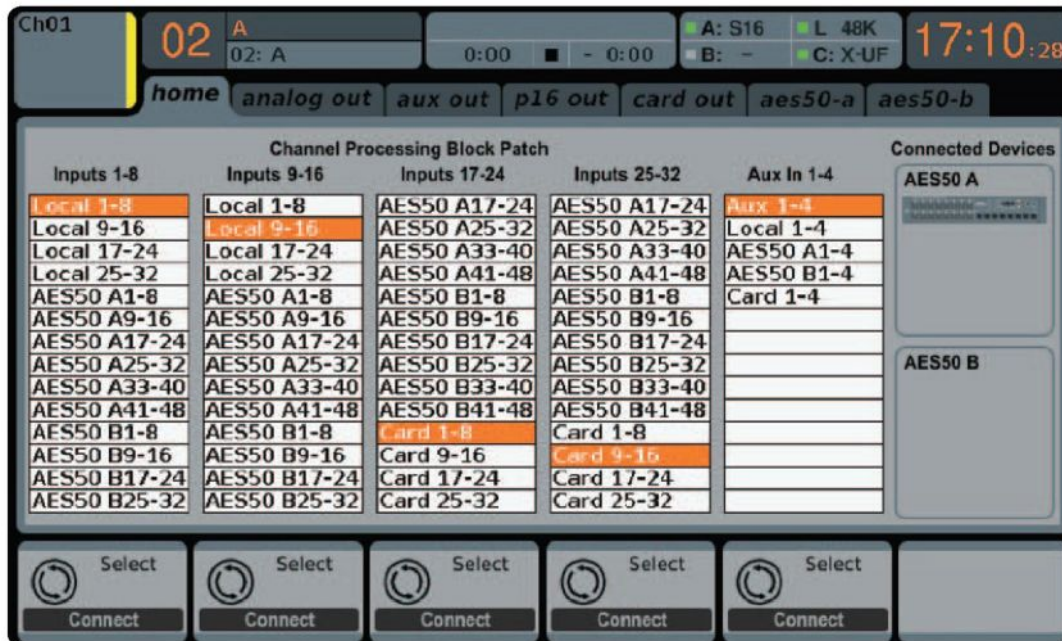 Ch01
02
A
02: A
0:00 - 0:00
A: S16
L 48K
B: -
C: X-UF
17:10:28
home analog out aux out p16 out card out aes50-a aes50-b
Channel Processing Block Patch
Connected Devices
Inputs 1-8 Inputs 9-16 Inputs 17-24 Inputs 25-32 Aux In 1-4
Local 1-8 Local 1-8 AES50 A17-24 AES50 A17-24 Aux 1-4
Local 9-16 Local 9-16 AES50 A25-32 AES50 A25-32 Local 1-4
Local 17-24 Local 17-24 AES50 A33-40 AES50 A33-40 AES50 A1-4
Local 25-32 Local 25-32 AES50 A41-48 AES50 A41-48 AES50 B1-4
AES50 A1-8 AES50 A1-8 AES50 B1-8 AES50 B1-8 Card 1-4
AES50 A9-16 AES50 A9-16 AES50 B9-16 AES50 B9-16
AES50 A17-24 AES50 A17-24 AES50 B17-24 AES50 B17-24
AES50 A25-32 AES50 A25-32 AES50 B25-32 AES50 B25-32
AES50 A33-40 AES50 A33-40 AES50 B33-40 AES50 B33-40
AES50 A41-48 AES50 A41-48 AES50 B41-48 AES50 B41-48
AES50 B1-8 AES50 B1-8 Card 1-8 Card 1-8
AES50 B9-16 AES50 B9-16 Card 9-16 Card 9-16
AES50 B17-24 AES50 B17-24 Card 17-24 Card 17-24
AES50 B25-32 AES50 B25-32 Card 25-32 Card 25-32
AES50 A
AES50 B
Select Select Select Select Select
Connect Connect Connect Connect Connect